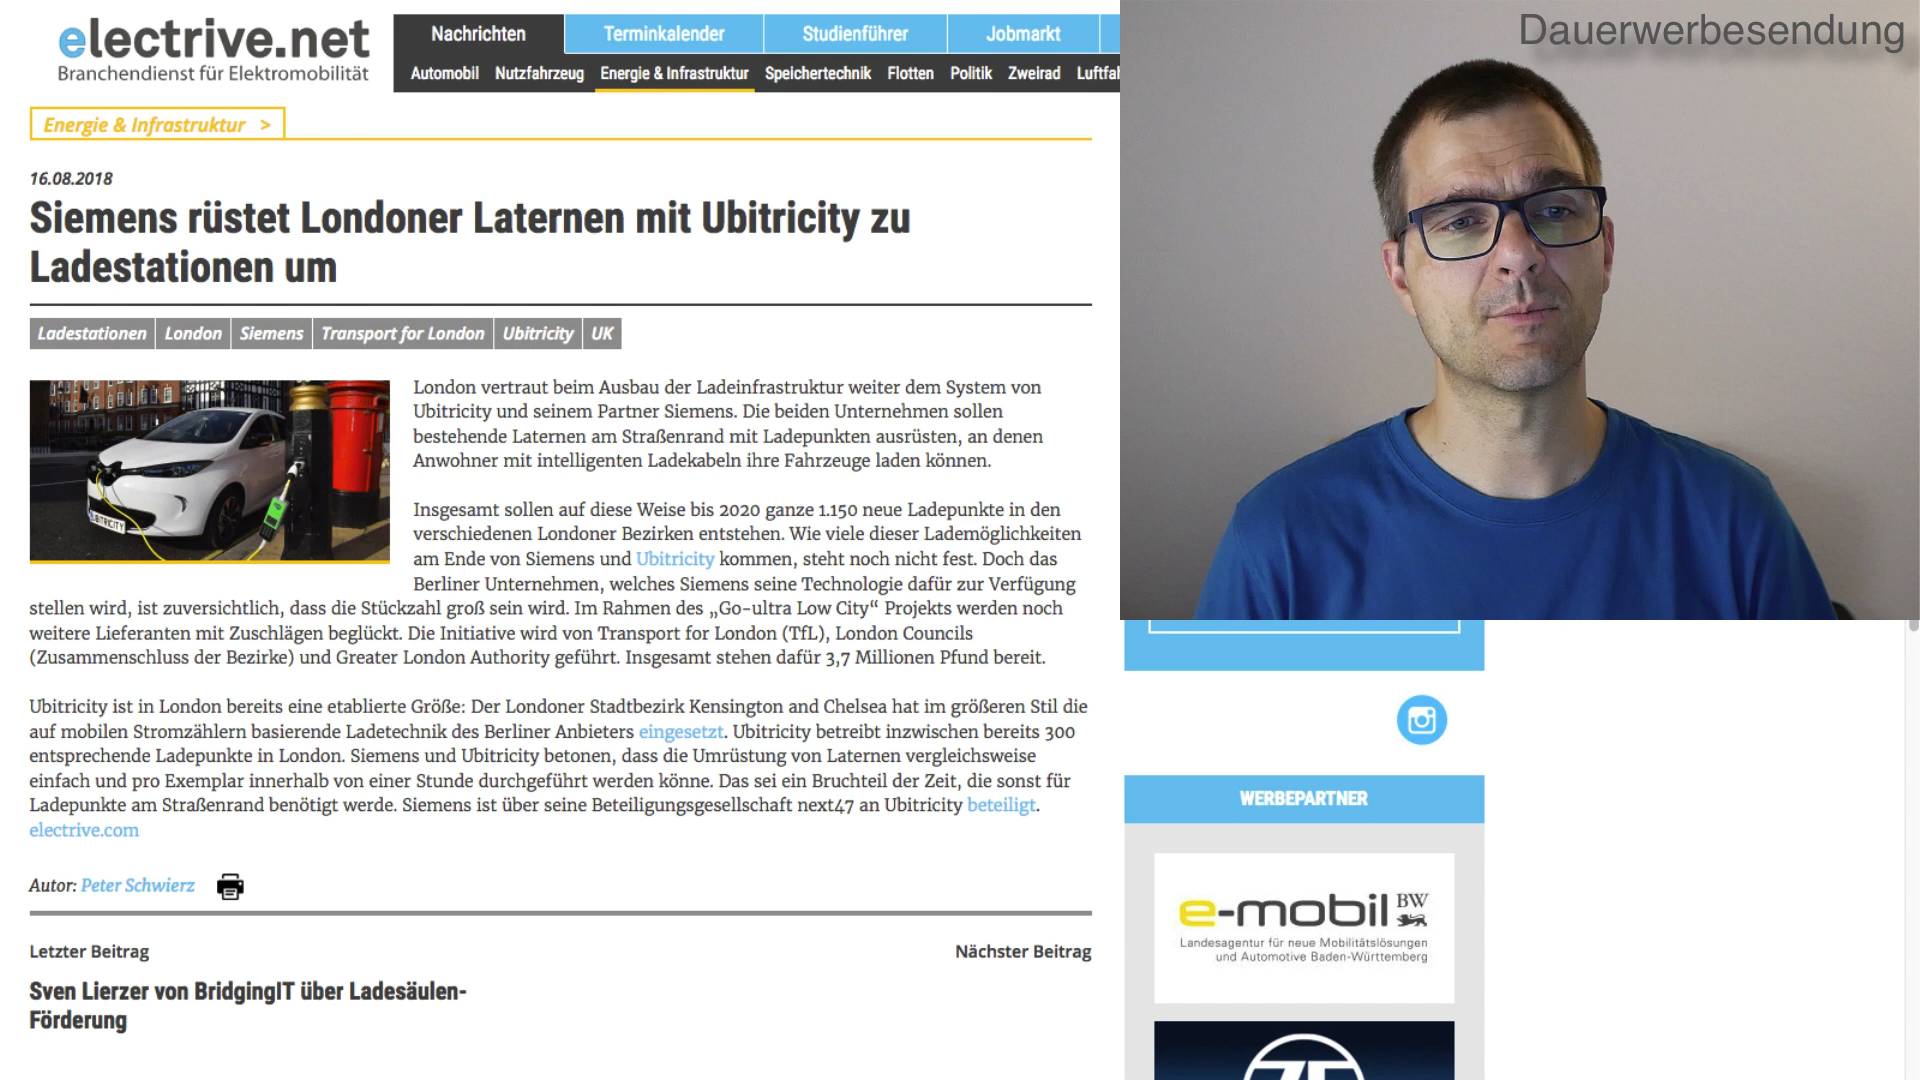 electrive.net
Branchendienst für Elektromobilität
Nachrichten
Terminkalender
Studienführer
Jobmarkt
Automobil
Nutzfahrzeug
Energie & Infrastruktur
Speichertechnik
Flotten
Politik
Zweirad
Luftfah
Dauerwerbesendung
Energie & Infrastruktur >
16.08.2018
Siemens rüstet Londoner Laternen mit Ubitricity zu
Ladestationen um
Ladestationen
London
Siemens
Transport for London
Ubitricity
UK
UBITRICITY
London vertraut beim Ausbau der Ladeinfrastruktur weiter dem System von
Ubitricity und seinem Partner Siemens. Die beiden Unternehmen sollen
bestehende Laternen am Straßenrand mit Ladepunkten ausrüsten, an denen
Anwohner mit intelligenten Ladekabeln ihre Fahrzeuge laden können.
Insgesamt sollen auf diese Weise bis 2020 ganze 1.150 neue Ladepunkte in den
verschiedenen Londoner Bezirken entstehen. Wie viele dieser Lademöglichkeiten
am Ende von Siemens und Ubitricity kommen, steht noch nicht fest. Doch das
Berliner Unternehmen, welches Siemens seine Technologie dafür zur Verfügung
stellen wird, ist zuversichtlich, dass die Stückzahl groß sein wird. Im Rahmen des „Go-ultra Low City“ Projekts werden noch
weitere Lieferanten mit Zuschlägen beglückt. Die Initiative wird von Transport for London (TfL), London Councils
(Zusammenschluss der Bezirke) und Greater London Authority geführt. Insgesamt stehen dafür 3,7 Millionen Pfund bereit.
Ubitricity ist in London bereits eine etablierte Größe: Der Londoner Stadtbezirk Kensington and Chelsea hat im größeren Stil die
auf mobilen Stromzählern basierende Ladetechnik des Berliner Anbieters eingesetzt. Ubitricity betreibt inzwischen bereits 300
entsprechende Ladepunkte in London. Siemens und Ubitricity betonen, dass die Umrüstung von Laternen vergleichsweise
einfach und pro Exemplar innerhalb von einer Stunde durchgeführt werden könne. Das sei ein Bruchteil der Zeit, die sonst für
Ladepunkte am Straßenrand benötigt werde. Siemens ist über seine Beteiligungsgesellschaft next47 an Ubitricity beteiligt.
electrive.com
Autor: Peter Schwierz
Letzter Beitrag
Nächster Beitrag
Sven Lierzer von BridgingIT über Ladesäulen-
Förderung
WERBEPARTNER
e-mobil BW
Landesagentur für neue Mobilitätslösungen
und Automotive Baden-Württemberg
ZF